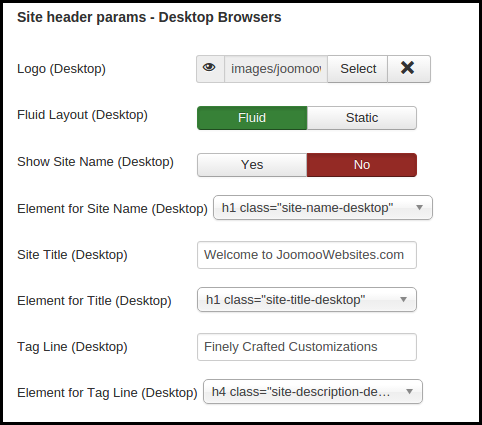 Site header params - Desktop Browsers
Logo (Desktop) images/joomoow Select
Fluid Layout (Desktop) Fluid Static
Show Site Name (Desktop) Yes No
Element for Site Name (Desktop) h1 class="site-name-desktop"
Site Title (Desktop) Welcome to JoomooWebsites.com
Element for Title (Desktop) h1 class="site-title-desktop"
Tag Line (Desktop) Finely Crafted Customizations
Element for Tag Line (Desktop) h4 class="site-description-de…